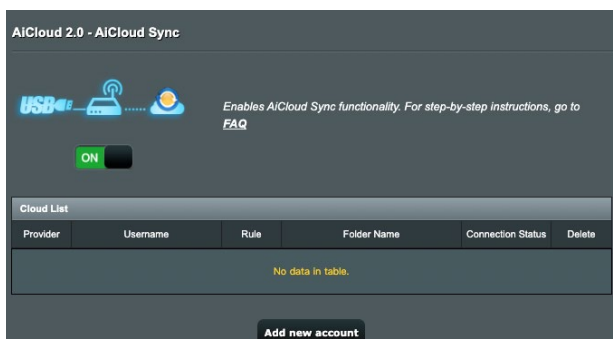 AiCloud 2.0 - AiCloud Sync
USB
Enables AiCloud Sync functionality. For step-by-step instructions, go to
FAQ
ON
Cloud List
Provider Username Rule Folder Name Connection Status Delete
No data in table.
Add new account